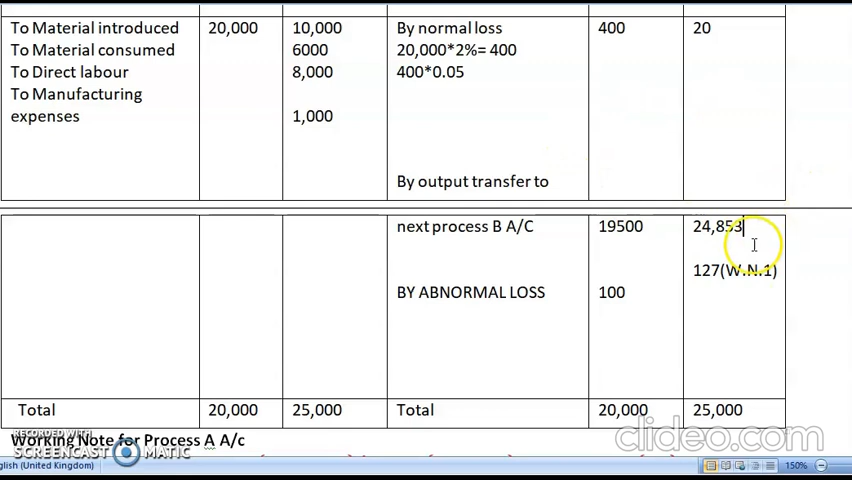 To Material introduced 20,000 10,000 By normal loss 400 20
To Material consumed 6000 20,000*2%= 400
To Direct labour 8,000 400*0.05
To Manufacturing
expenses 1,000
By output transfer to
next process B A/C 19500 24,853
127(W.N.1)
BY ABNORMAL LOSS 100
Total 20,000 25,000 Total 20,000 25,000
Working Note for Process A A/c
RECORDED WITH
SCREENCAST MATIC
clideo.com
glish (United Kingdom) 150%